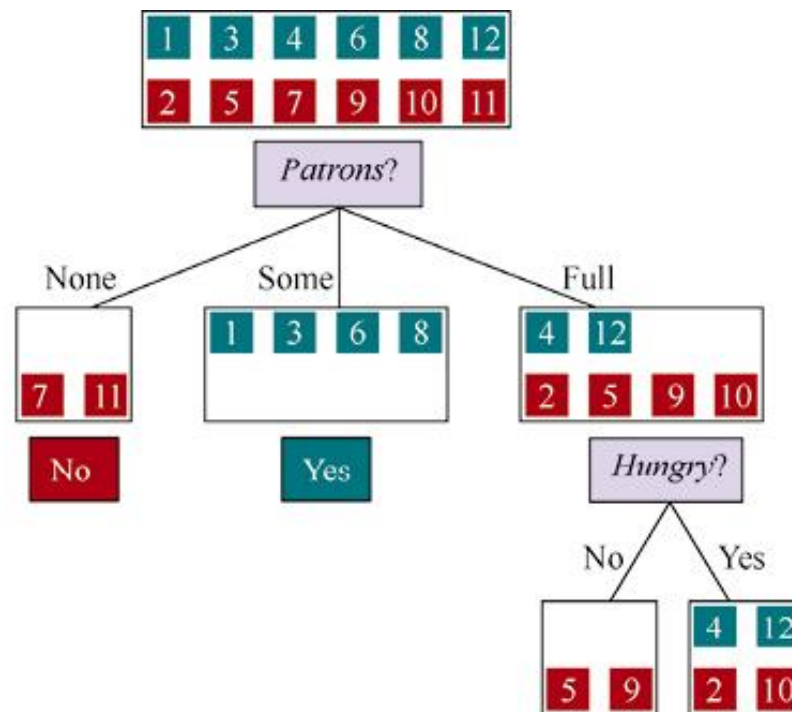 1 3 4 6 8 12
2 5 7 9 10 11
Patrons?
None Some Full
1 3 6 8 4 12
7 11 2 5 9 10
No Yes Hungry?
No Yes
4 12
5 9 2 10